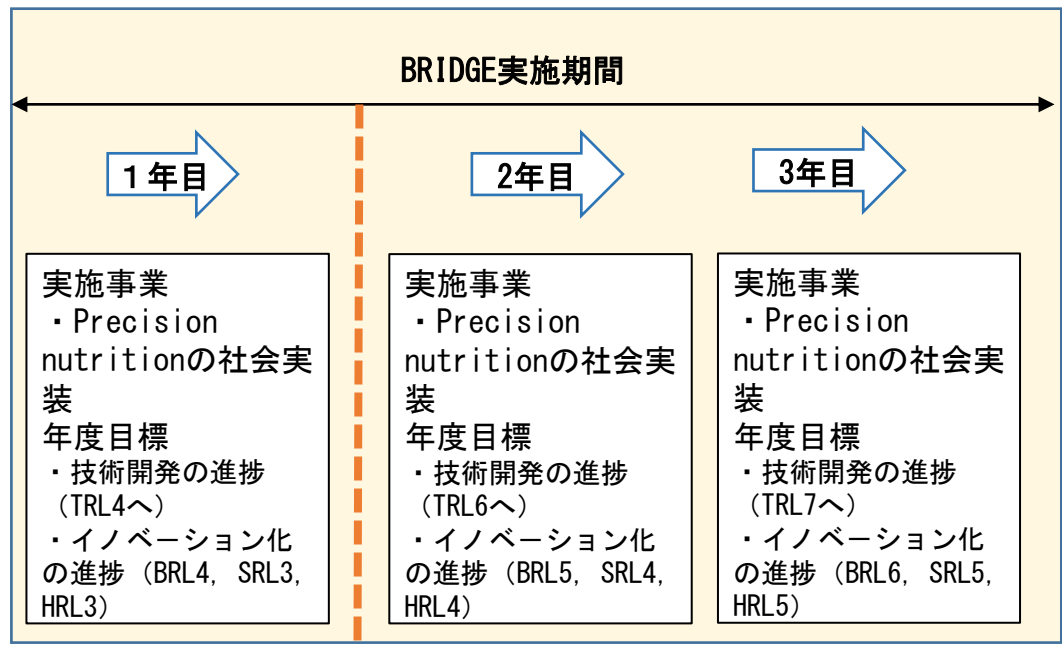 BRIDGE実施期間
１年目
2年目
3年目
実施事業
・Precision
nutritionの社会実
装
年度目標
・技術開発の進捗
（TRL4へ）
・イノベーション化
の進捗（BRL4, SRL3,
HRL3）
実施事業
・Precision
nutritionの社会実
装
年度目標
・技術開発の進捗
（TRL6へ）
・イノベーション化
の進捗（BRL5, SRL4,
HRL4）
実施事業
・Precision
nutritionの社会実
装
年度目標
・技術開発の進捗
（TRL7へ）
・イノベーション化
の進捗（BRL6, SRL5,
HRL5）